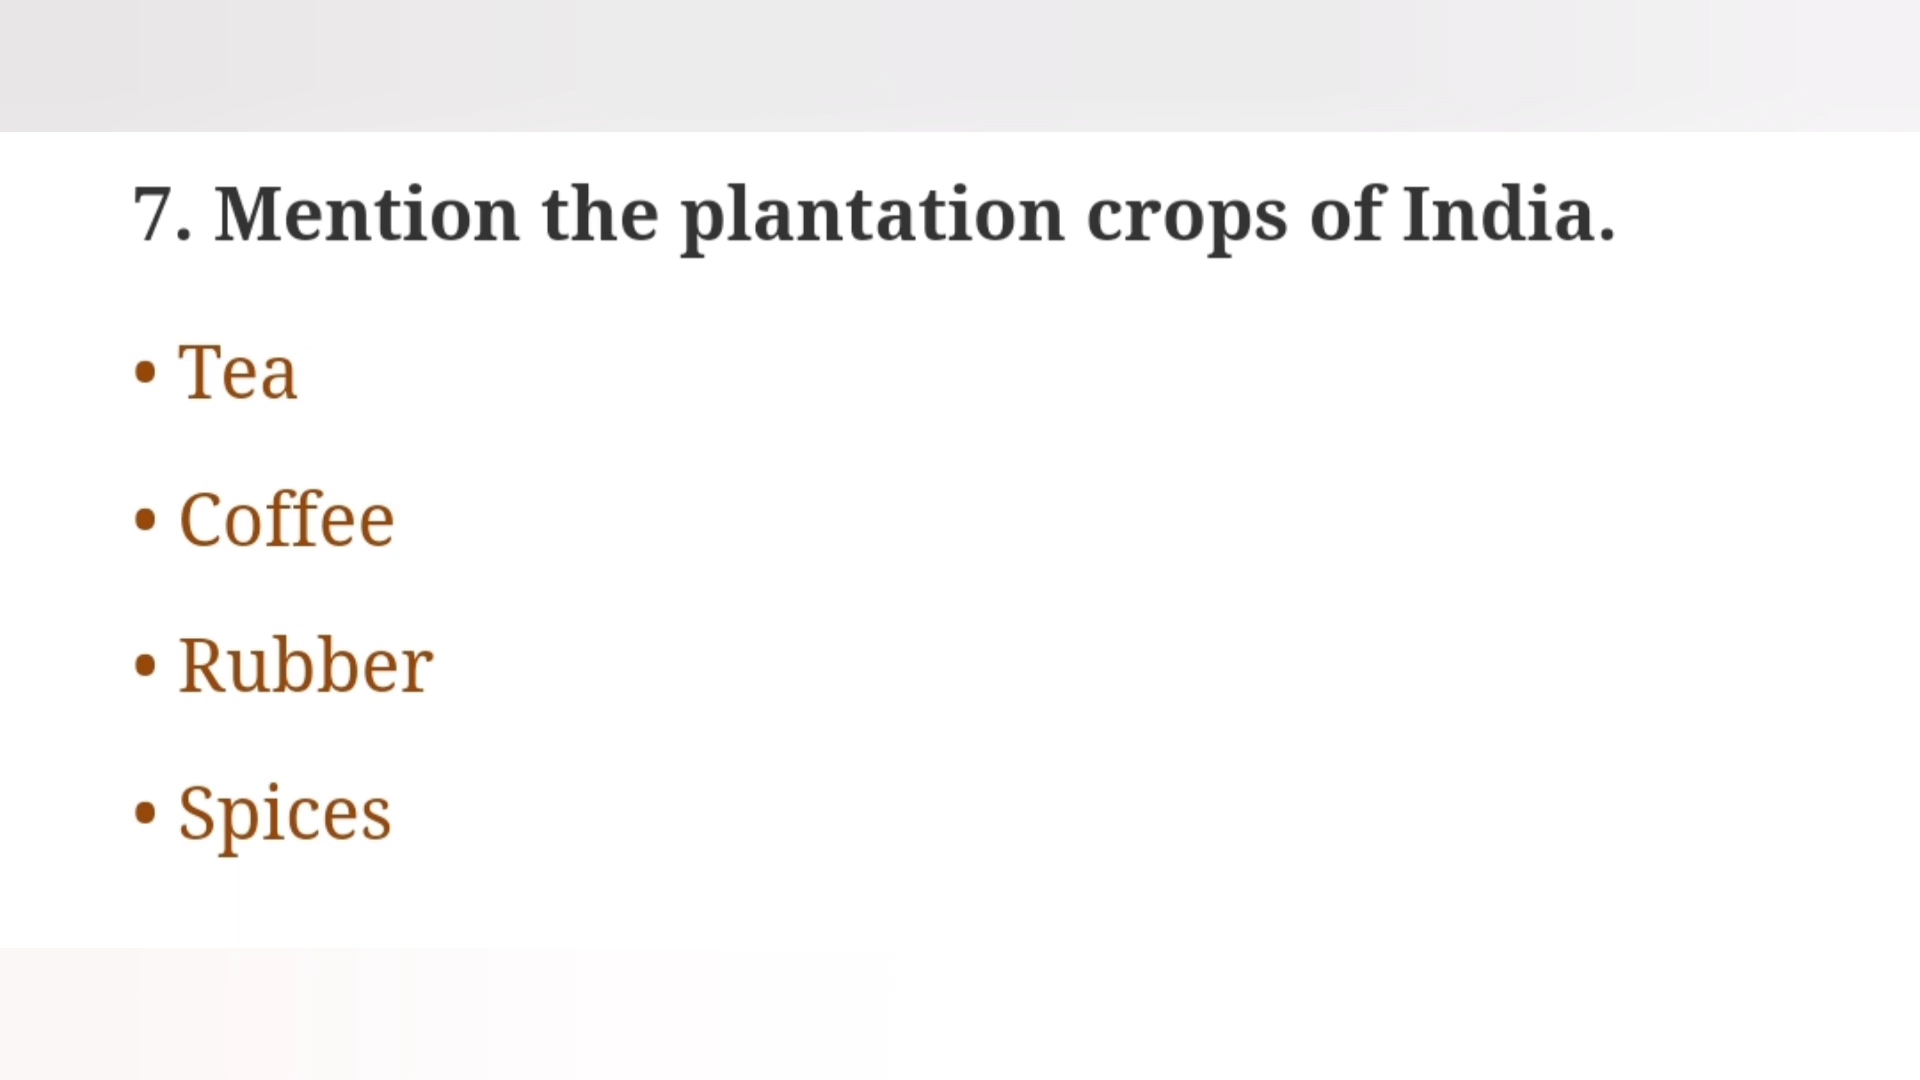 7. Mention the plantation crops of India.
• Tea
• Coffee
• Rubber
• Spices